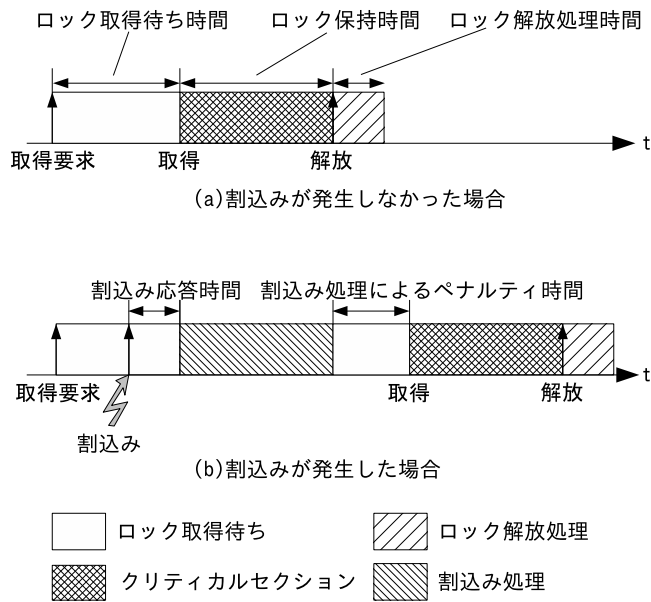 ロック取得待ち時間 ロック保持時間 ロック解放処理時間
t
取得要求 取得 解放
(a)割込みが発生しなかった場合
割込み応答時間 割込み処理によるペナルティ時間
t
取得要求 取得 解放
割込み
(b)割込みが発生した場合
ロック取得待ち ロック解放処理
クリティカルセクション 割込み処理